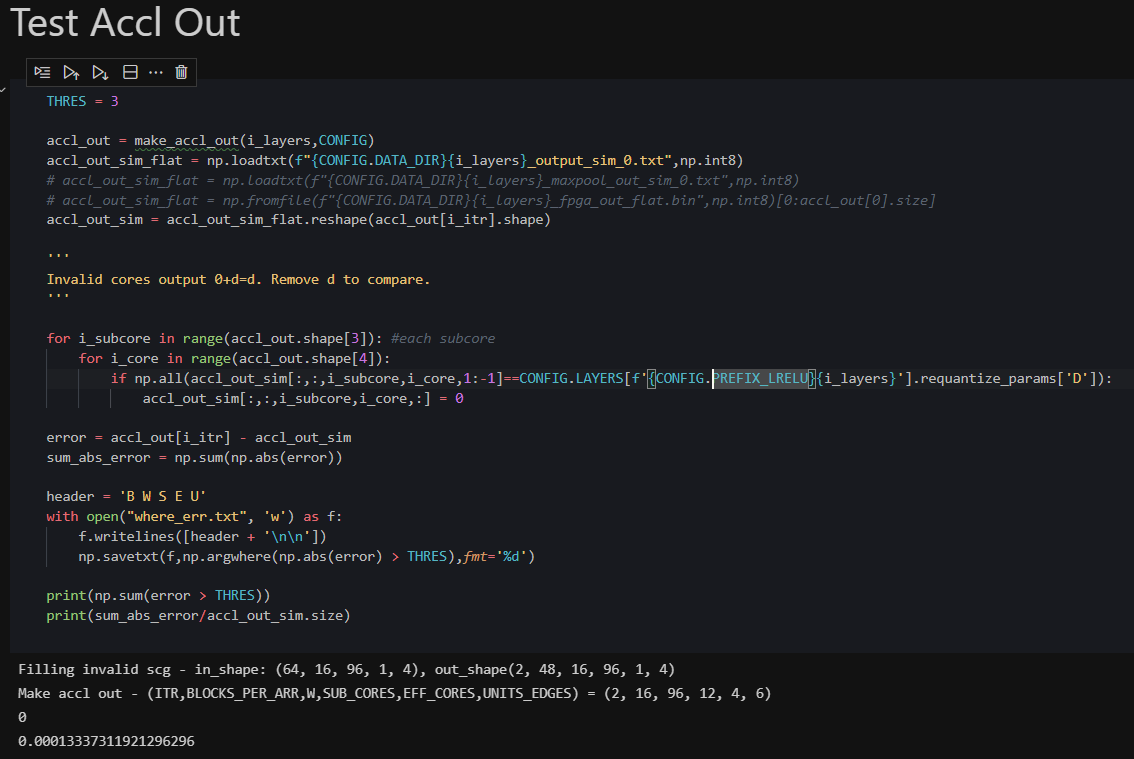 Test Accl Out
THRES = 3
accl_out = make_accl_out(i_layers,CONFIG)
accl_out_sim_flat = np.loadtxt(f"{CONFIG.DATA_DIR}{i_layers}_output_sim_0.txt",np.int8)
# accl_out_sim_flat = np.loadtxt(f"{CONFIG.DATA_DIR}{i_layers}_maxpool_out_sim_0.txt",np.int8)
# accl_out_sim_flat = np.fromfile(f"{CONFIG.DATA_DIR}{i_layers}_fpga_out_flat.bin",np.int8)[0:accl_out[0].size]
accl_out_sim = accl_out_sim_flat.reshape(accl_out[i_itr].shape)
'''
Invalid cores output 0+d=d. Remove d to compare.
'''
for i_subcore in range(accl_out.shape[3]): #each subcore
    for i_core in range(accl_out.shape[4]):
        if np.all(accl_out_sim[:,:,i_subcore,i_core,1:-1]==CONFIG.LAYERS[f'{CONFIG.PREFIX_LRELU}{i_layers}'].requantize_params['D']):
            accl_out_sim[:,:,i_subcore,i_core,:] = 0
error = accl_out[i_itr] - accl_out_sim
sum_abs_error = np.sum(np.abs(error))
header = 'B W S E U'
with open("where_err.txt", 'w') as f:
    f.writelines([header + '\n\n'])
    np.savetxt(f,np.argwhere(np.abs(error) > THRES),fmt='%d')
print(np.sum(error > THRES))
print(sum_abs_error/accl_out_sim.size)
Filling invalid scg - in_shape: (64, 16, 96, 1, 4), out_shape(2, 48, 16, 96, 1, 4)
Make accl out - (ITR,BLOCKS_PER_ARR,W,SUB_CORES,EFF_CORES,UNITS_EDGES) = (2, 16, 96, 12, 4, 6)
0
0.00013337311921296296